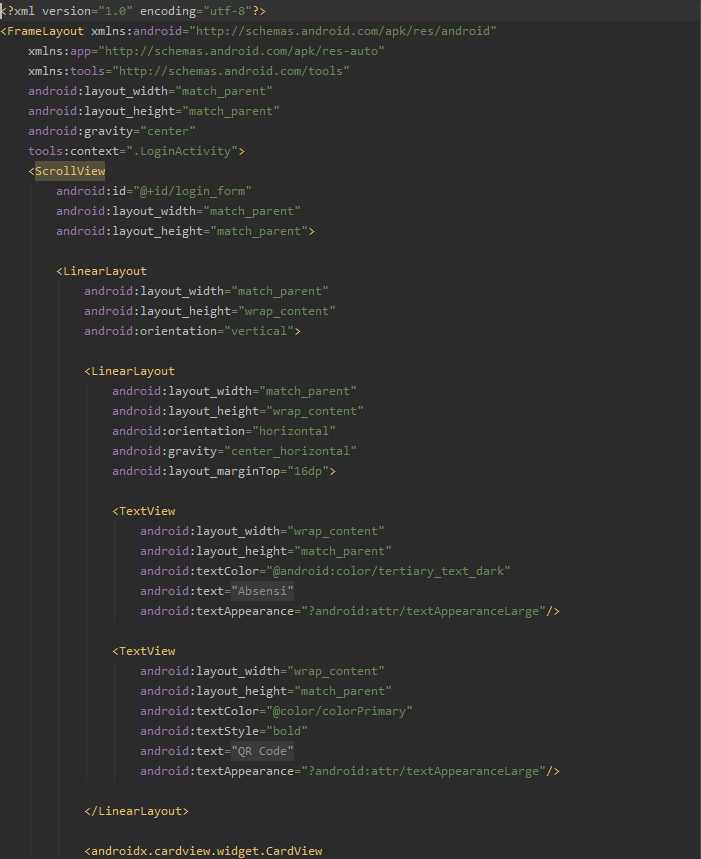 <?xml version="1.0" encoding="utf-8"?>
<FrameLayout xmlns:android="http://schemas.android.com/apk/res/android"
    xmlns:app="http://schemas.android.com/apk/res-auto"
    xmlns:tools="http://schemas.android.com/tools"
    android:layout_width="match_parent"
    android:layout_height="match_parent"
    android:gravity="center"
    tools:context=".LoginActivity">
    <ScrollView
        android:id="@+id/login_form"
        android:layout_width="match_parent"
        android:layout_height="match_parent">

        <LinearLayout
            android:layout_width="match_parent"
            android:layout_height="wrap_content"
            android:orientation="vertical">

            <LinearLayout
                android:layout_width="match_parent"
                android:layout_height="wrap_content"
                android:orientation="horizontal"
                android:gravity="center_horizontal"
                android:layout_marginTop="16dp">

                <TextView
                    android:layout_width="wrap_content"
                    android:layout_height="match_parent"
                    android:textColor="@android:color/tertiary_text_dark"
                    android:text="Absensi"
                    android:textAppearance="?android:attr/textAppearanceLarge"/>

                <TextView
                    android:layout_width="wrap_content"
                    android:layout_height="match_parent"
                    android:textColor="@color/colorPrimary"
                    android:textStyle="bold"
                    android:text="QR Code"
                    android:textAppearance="?android:attr/textAppearanceLarge"/>

            </LinearLayout>

            <androidx.cardview.widget.CardView